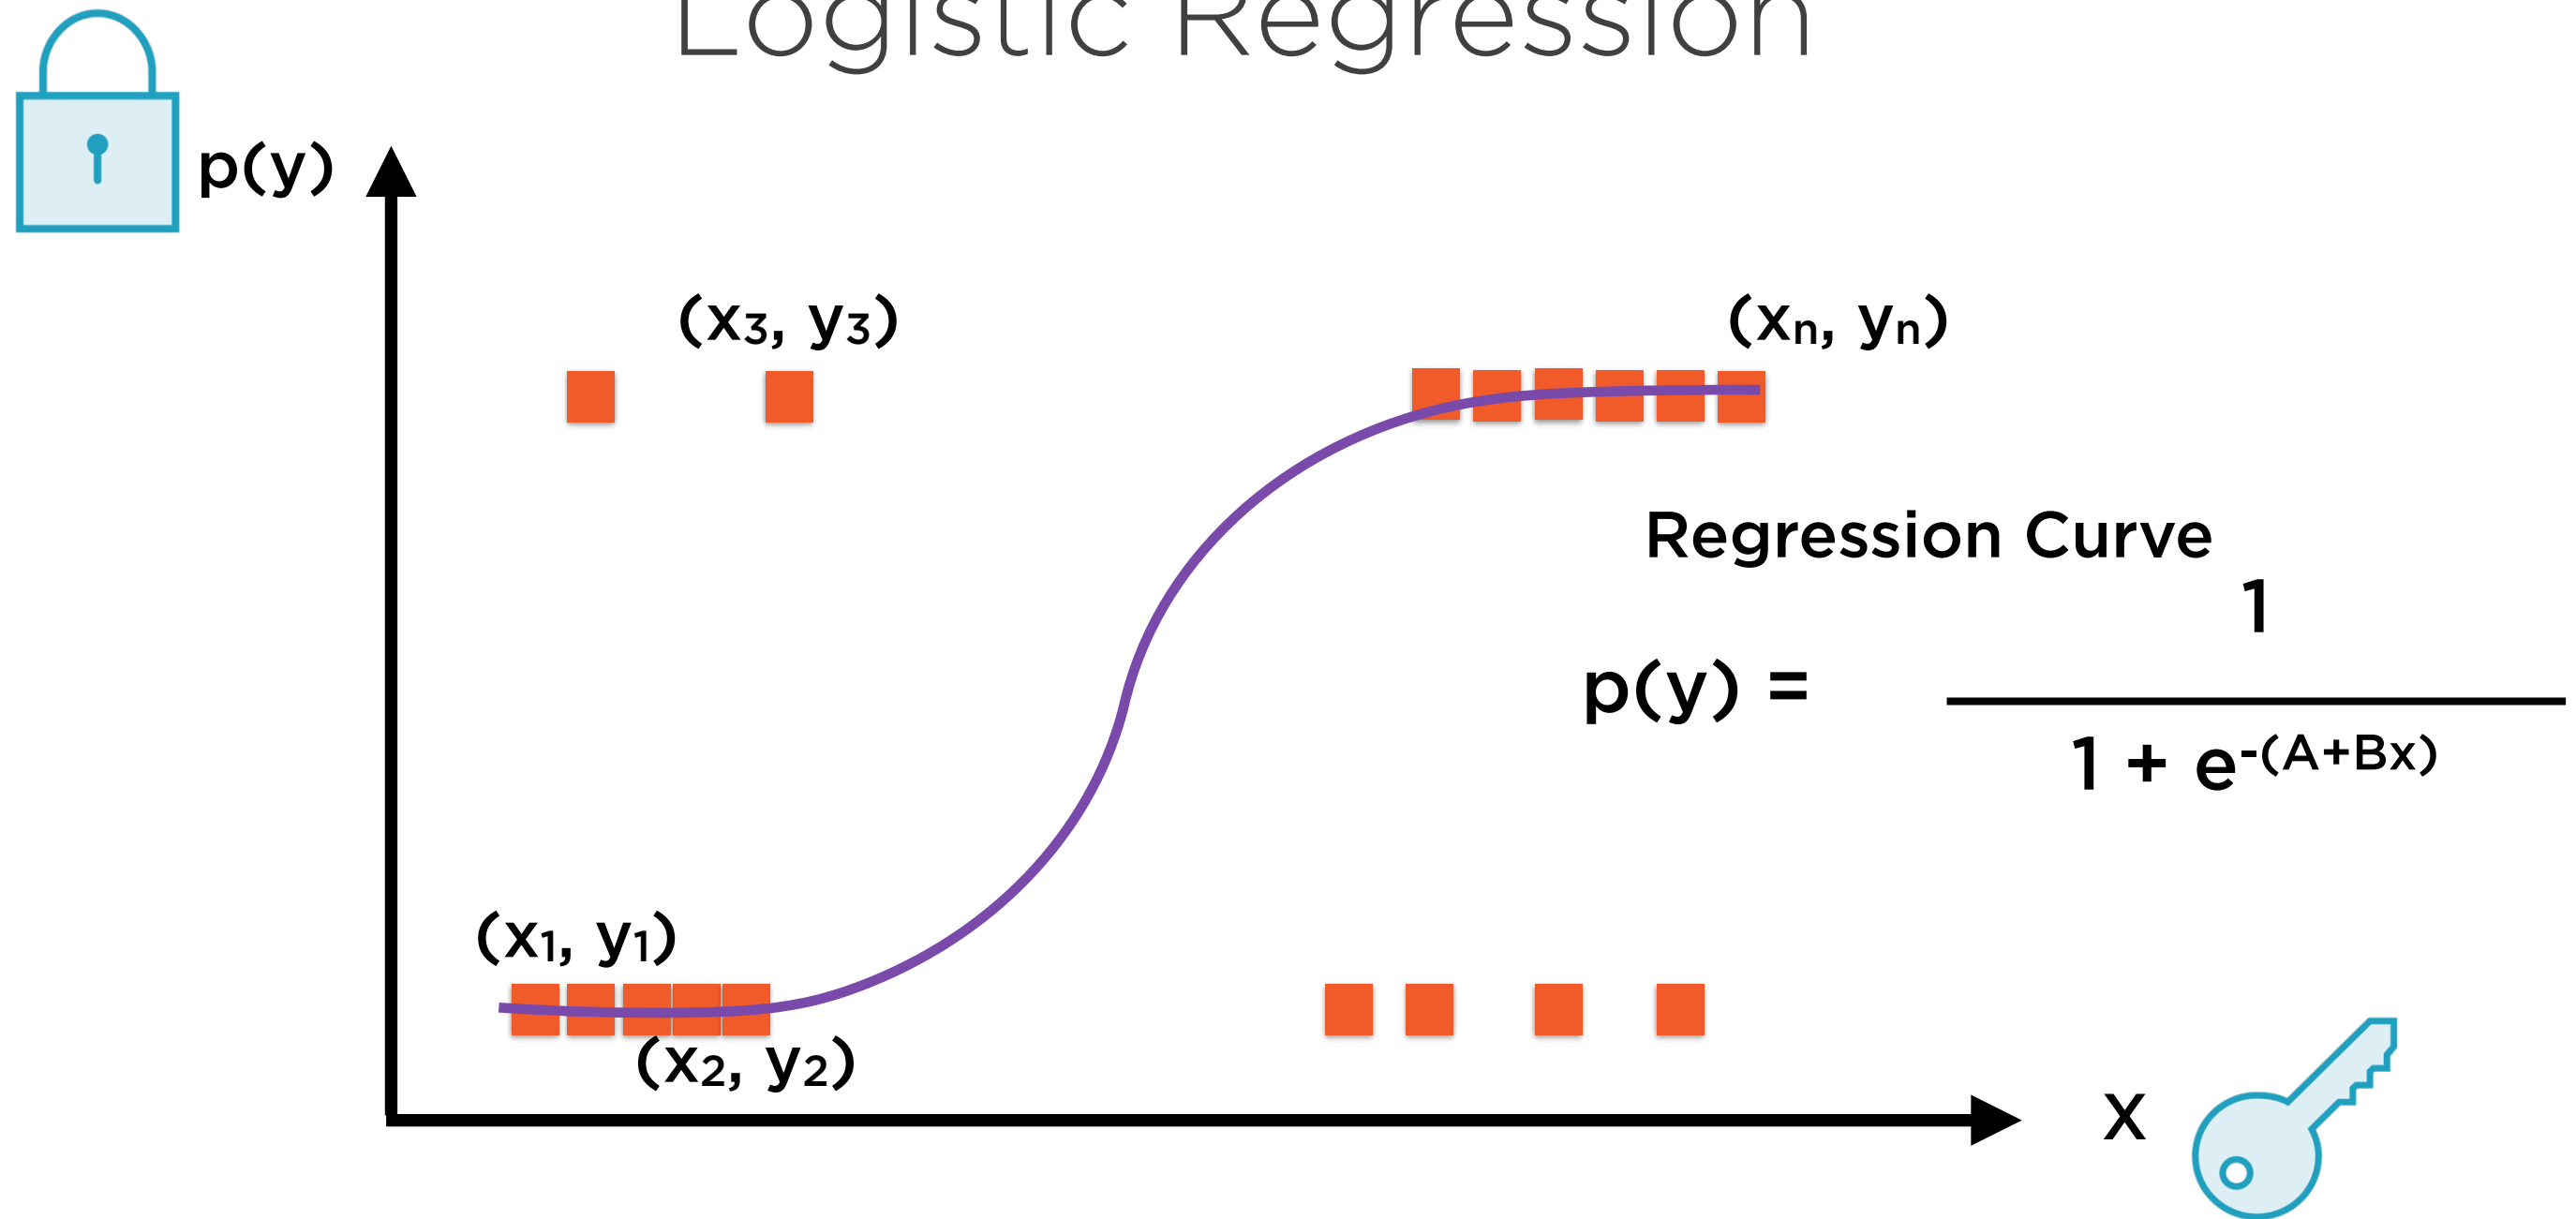 Logistic Regression
p(y)
(x₃, y₃)
(xₙ, yₙ)
Regression Curve
1
p(y) =
1 + e⁻⁽ᴬ⁺ᴮˣ⁾
(x₁, y₁)
(x₂, y₂)
X